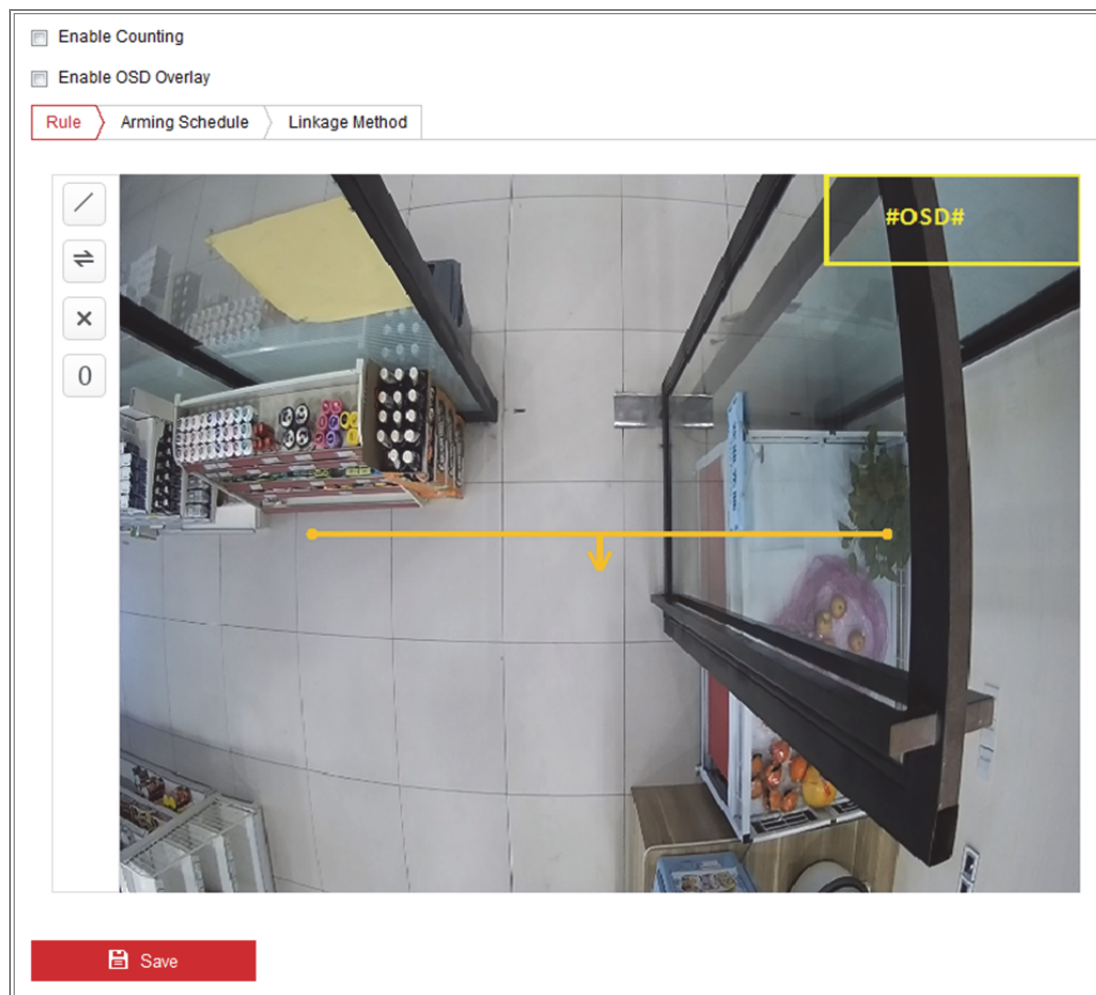 Enable Counting
Enable OSD Overlay
Rule
Arming Schedule
Linkage Method
#OSD#
0
Save